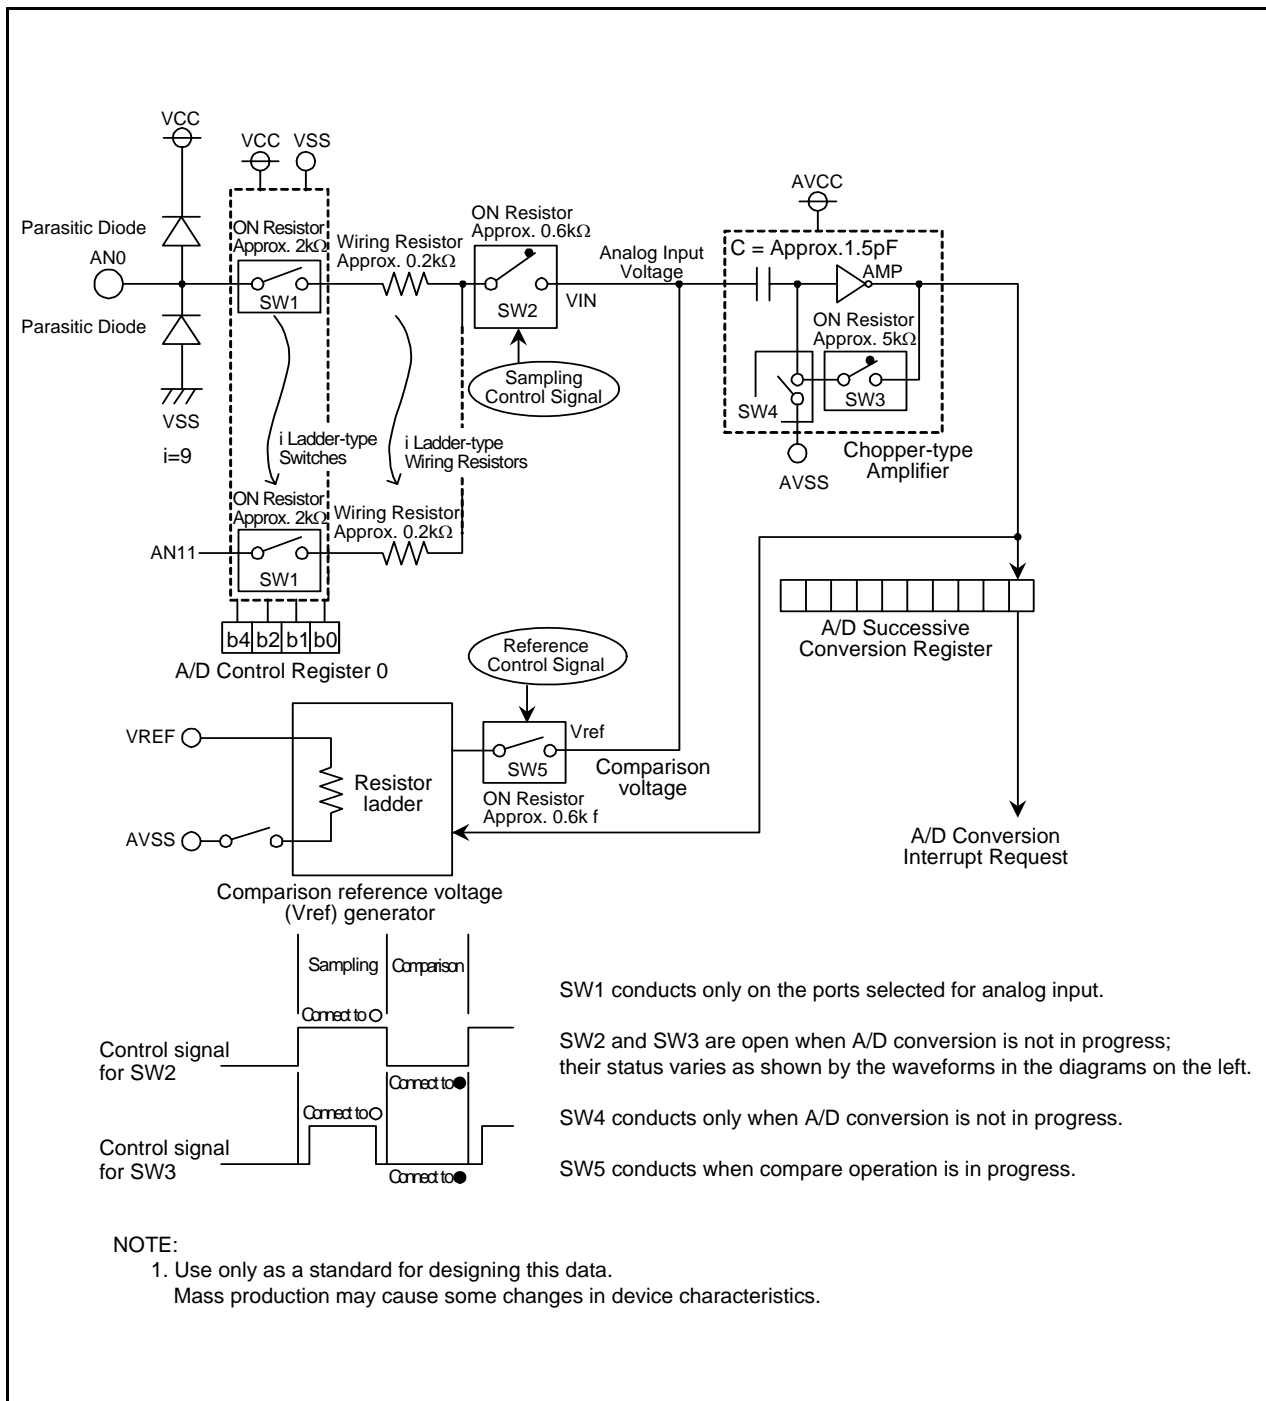 VCC
VCC
VSS
AVCC
Parasitic Diode
ON Resistor
Approx. 2kΩ
Wiring Resistor
Approx. 0.2kΩ
ON Resistor
Approx. 0.6kΩ
Analog Input
Voltage
C = Approx.1.5pF
AMP
AN0
SW1
SW2
VIN
Parasitic Diode
ON Resistor
Approx. 5kΩ
Sampling
Control Signal
SW4
SW3
VSS
i=9
i Ladder-type
Switches
i Ladder-type
Wiring Resistors
Chopper-type
Amplifier
AVSS
ON Resistor
Approx. 2kΩ
Wiring Resistor
Approx. 0.2kΩ
AN11
SW1
b4 b2 b1 b0
A/D Control Register 0
A/D Successive
Conversion Register
Reference
Control Signal
VREF
Vref
SW5
Resistor
ladder
Comparison
voltage
ON Resistor
Approx. 0.6k f
AVSS
A/D Conversion
Interrupt Request
Comparison reference voltage
(Vref) generator
Sampling
Comparison
Connect to
Control signal
for SW2
Connect to
Connect to
Control signal
for SW3
Connect to
SW1 conducts only on the ports selected for analog input.
SW2 and SW3 are open when A/D conversion is not in progress;
their status varies as shown by the waveforms in the diagrams on the left.
SW4 conducts only when A/D conversion is not in progress.
SW5 conducts when compare operation is in progress.
NOTE:
1. Use only as a standard for designing this data.
Mass production may cause some changes in device characteristics.